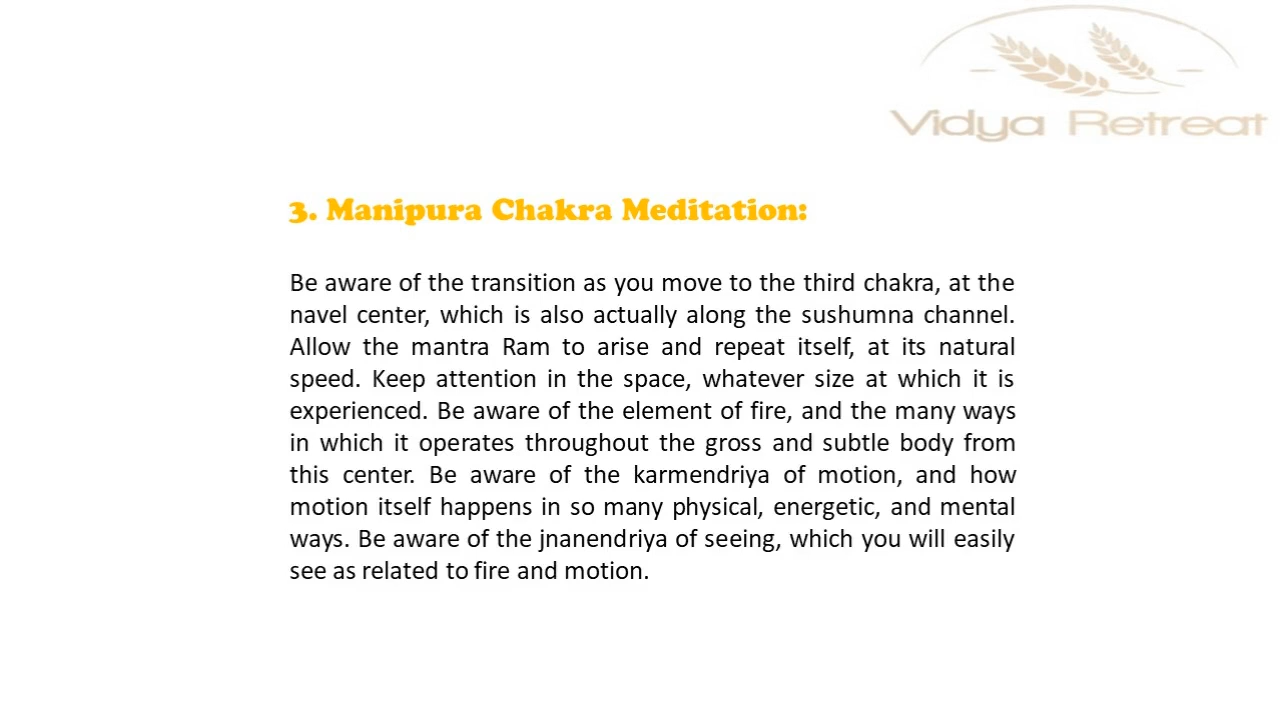 Vidya Retreat
3. Manipura Chakra Meditation:
Be aware of the transition as you move to the third chakra, at the
navel center, which is also actually along the sushumna channel.
Allow the mantra Ram to arise and repeat itself, at its natural
speed. Keep attention in the space, whatever size at which it is
experienced. Be aware of the element of fire, and the many ways
in which it operates throughout the gross and subtle body from
this center. Be aware of the karmendriya of motion, and how
motion itself happens in so many physical, energetic, and mental
ways. Be aware of the jnanendriya of seeing, which you will easily
see as related to fire and motion.